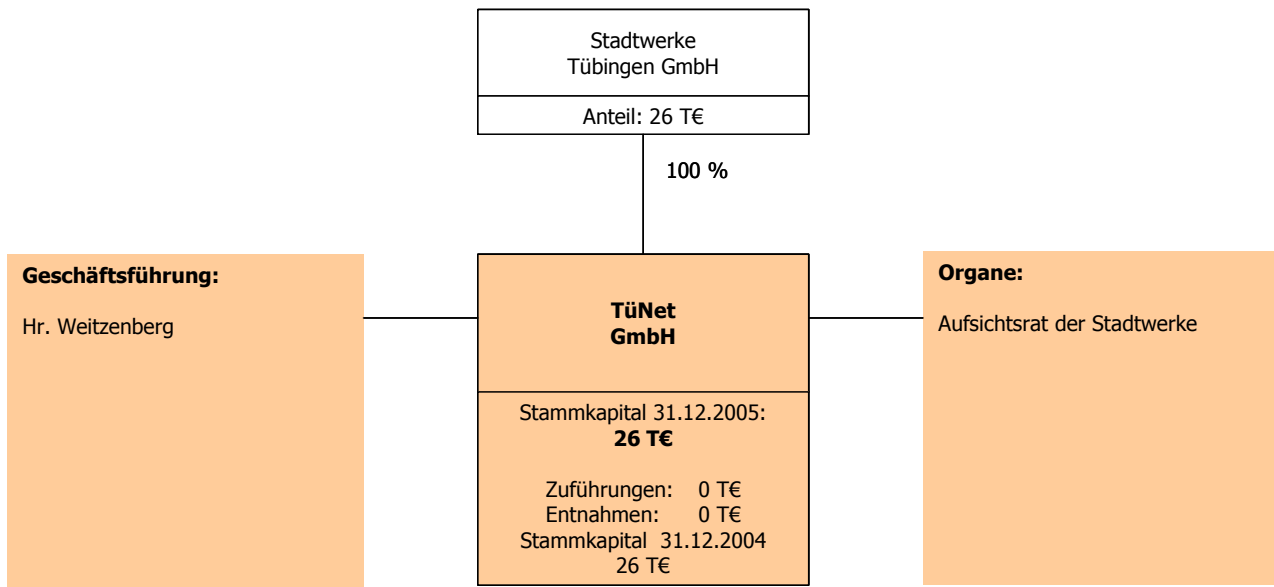 Stadtwerke
Tübingen GmbH
Anteil: 26 T€
100 %
Geschäftsführung:
Hr. Weitzenberg
TüNet
GmbH
Stammkapital 31.12.2005:
26 T€
Zuführungen: 0 T€
Entnahmen: 0 T€
Stammkapital 31.12.2004
26 T€
Organe:
Aufsichtsrat der Stadtwerke